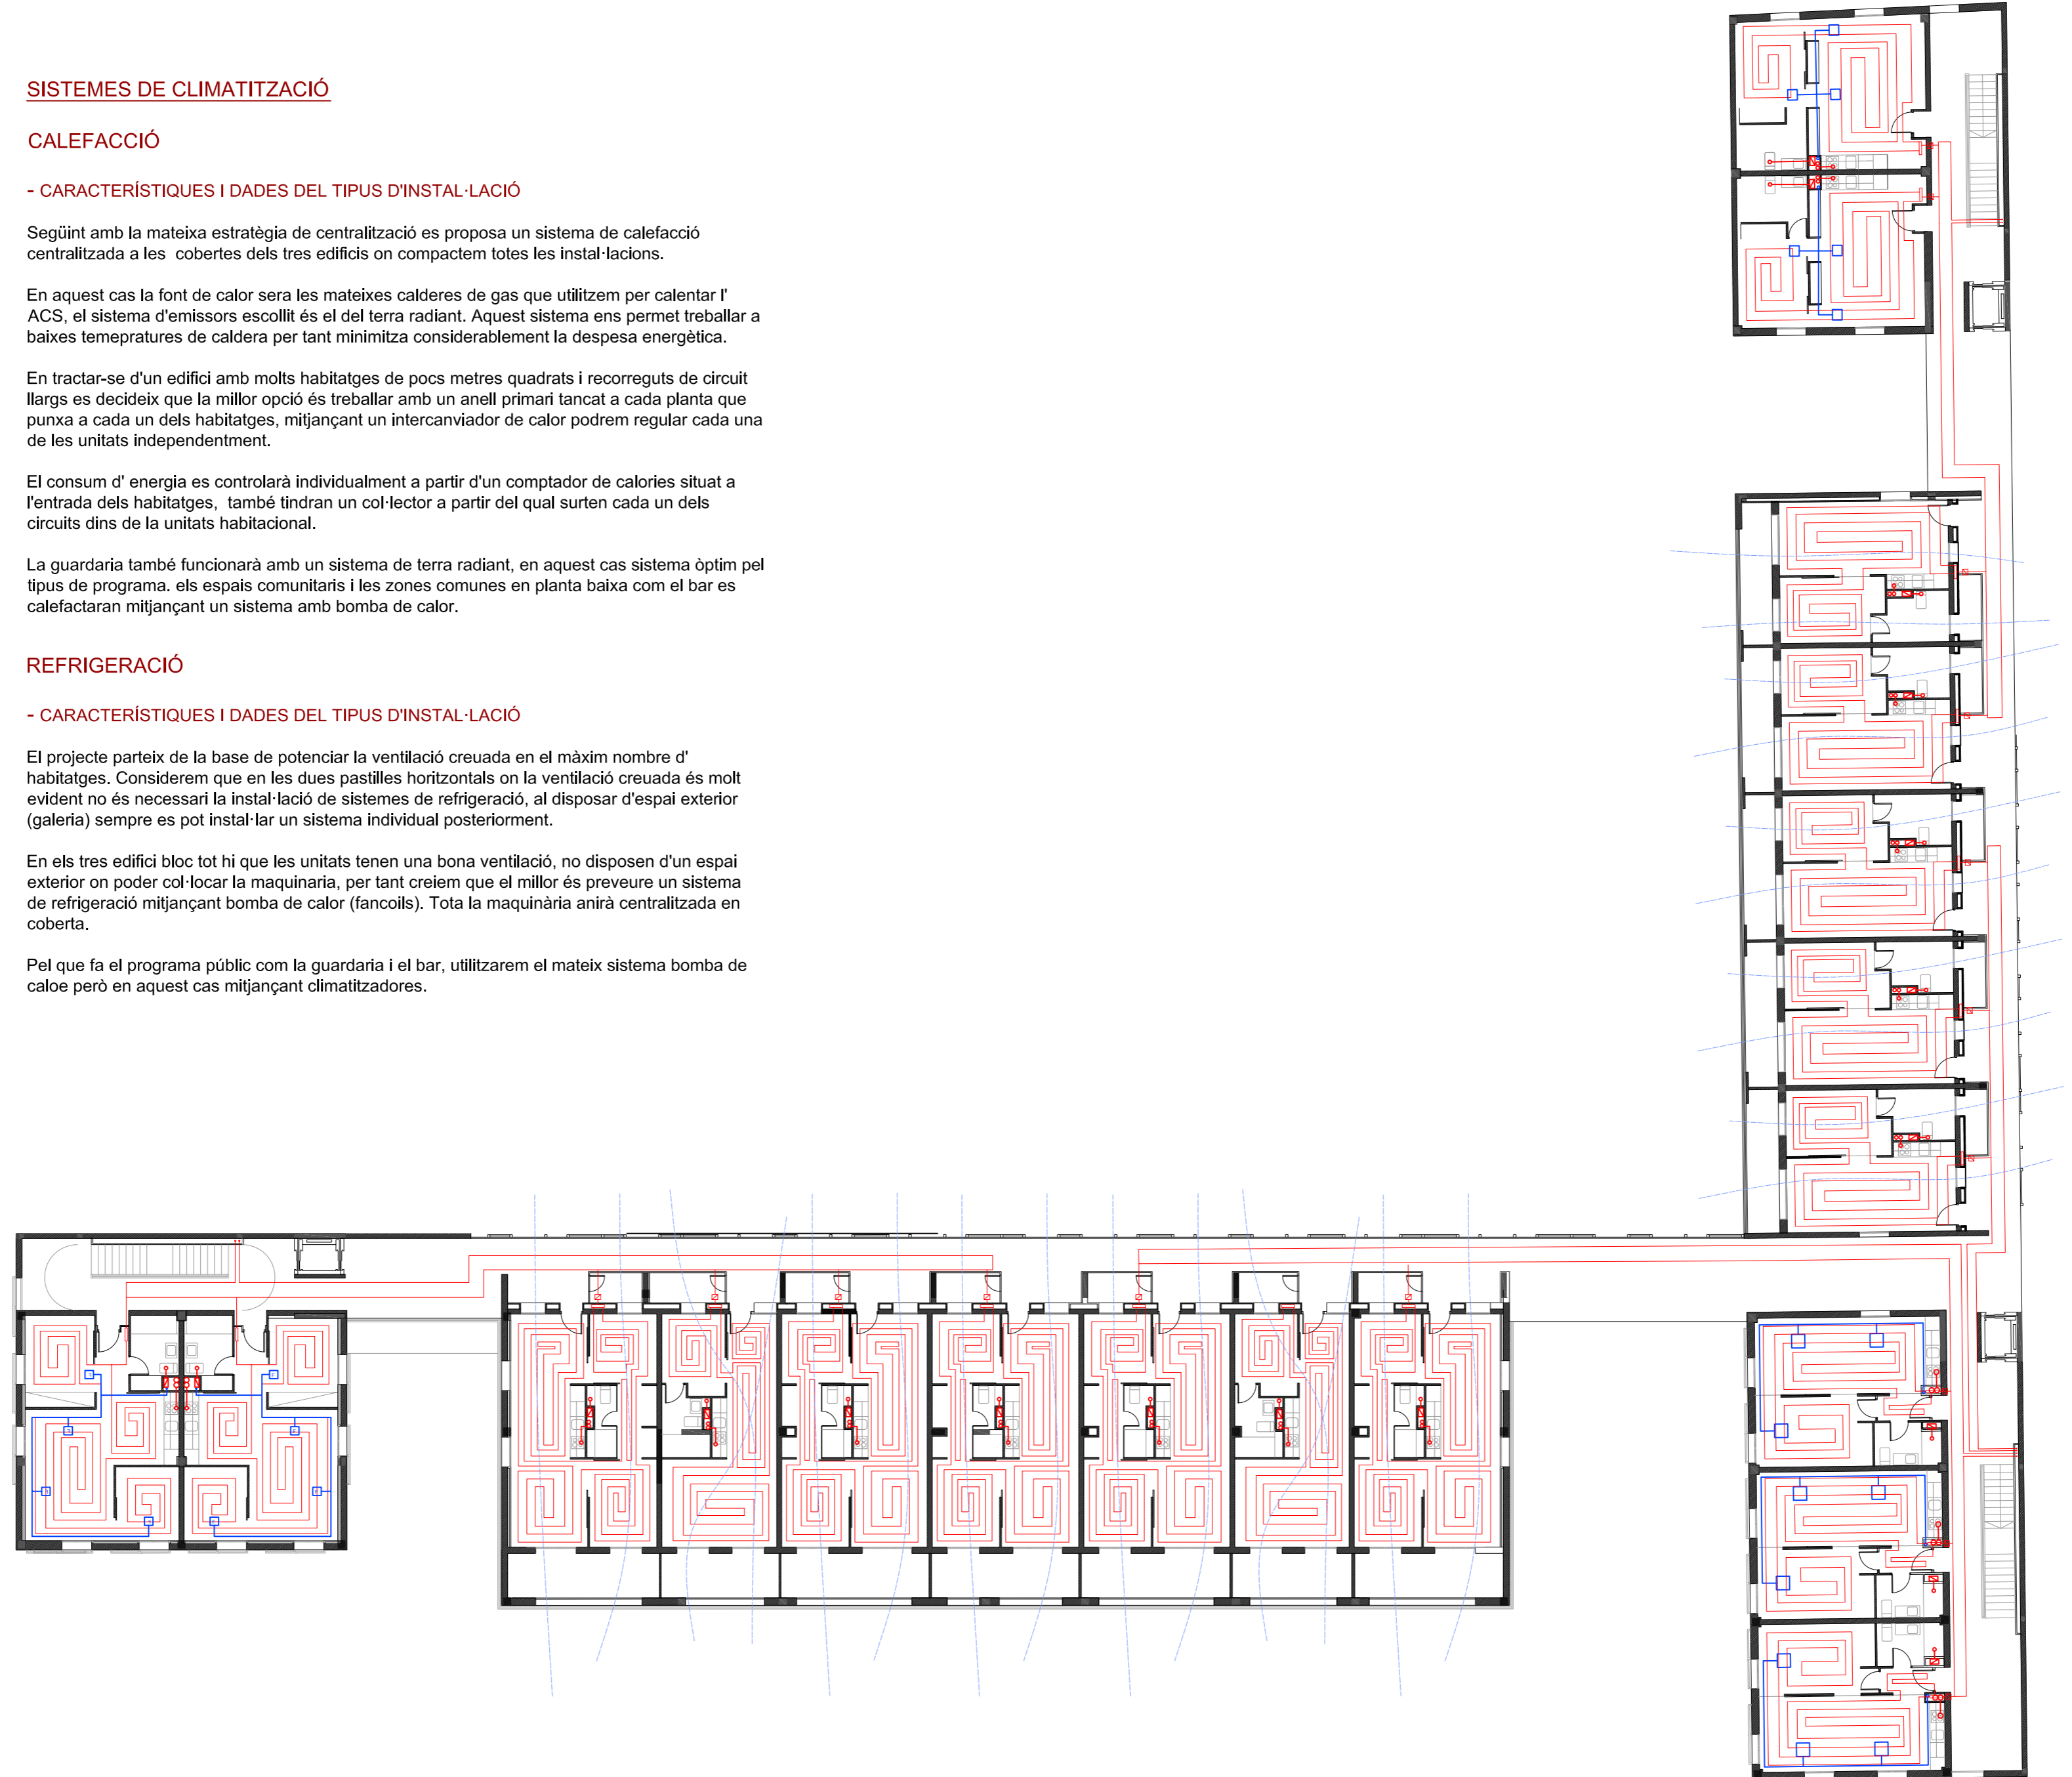 SISTEMES DE CLIMATITZACIÓ
CALEFACCIÓ
- CARACTERÍSTIQUES I DADES DEL TIPUS D'INSTAL·LACIÓ
Següint amb la mateixa estratègia de centralització es proposa un sistema de calefacció
centralitzada a les cobertes dels tres edificis on compactem totes les instal·lacions.
En aquest cas la font de calor sera les mateixes calderes de gas que utilitzem per calentar l'
ACS, el sistema d'emissors escollit és el del terra radiant. Aquest sistema ens permet treballar a
baixes temepratures de caldera per tant minimitza considerablement la despesa energètica.
En tractar-se d'un edifici amb molts habitatges de pocs metres quadrats i recorreguts de circuit
llargs es decideix que la millor opció és treballar amb un anell primari tancat a cada planta que
punxa a cada un dels habitatges, mitjançant un intercanviador de calor podrem regular cada una
de les unitats independentment.
El consum d' energia es controlarà individualment a partir d'un comptador de calories situat a
l'entrada dels habitatges, també tindran un col·lector a partir del qual surten cada un dels
circuits dins de la unitats habitacional.
La guardaria també funcionarà amb un sistema de terra radiant, en aquest cas sistema òptim pel
tipus de programa. els espais comunitaris i les zones comunes en planta baixa com el bar es
calefactaran mitjançant un sistema amb bomba de calor.
REFRIGERACIÓ
- CARACTERÍSTIQUES I DADES DEL TIPUS D'INSTAL·LACIÓ
El projecte parteix de la base de potenciar la ventilació creuada en el màxim nombre d'
habitatges. Considerem que en les dues pastilles horitzontals on la ventilació creuada és molt
evident no és necessari la instal·lació de sistemes de refrigeració, al disposar d'espai exterior
(galeria) sempre es pot instal·lar un sistema individual posteriorment.
En els tres edifici bloc tot hi que les unitats tenen una bona ventilació, no disposen d'un espai
exterior on poder col·locar la maquinaria, per tant creiem que el millor és preveure un sistema
de refrigeració mitjançant bomba de calor (fancoils). Tota la maquinària anirà centralitzada en
coberta.
Pel que fa el programa públic com la guardaria i el bar, utilitzarem el mateix sistema bomba de
caloe però en aquest cas mitjançant climatitzadores.